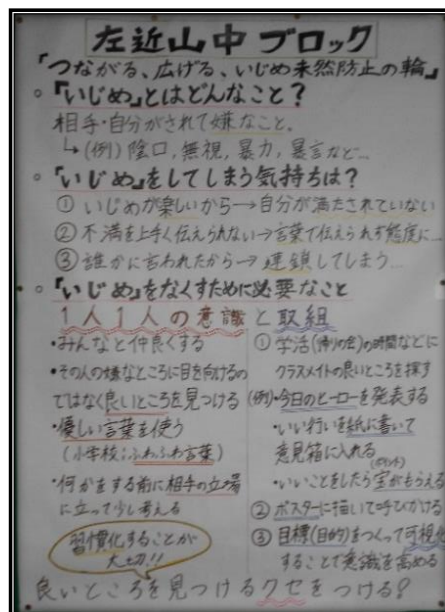 左近山中ブロック
「つながる、広げる、いじめ未然防止の輪」
○『いじめ』とはどんなこと?
相手・自分がされて嫌なこと。
↳(例)陰口,無視,暴力,暴言など…
○『いじめ』をしてしまう気持ちは?
① いじめが楽しいから→自分が満たされていない
② 不満を上手く伝えられない→言葉で伝えられず態度に…
③ 誰かに言われたから→連鎖してしまう…
○『いじめ』をなくすために必要なこと
1人1人の意識と取組
・みんなと仲良くする
・その人の嫌なところに目を向けるの
ではなく良いところを見つける
・優しい言葉を使う
(小学校:ふわふわ言葉)
・何かをする前に相手の立場
に立って少し考える
習慣化することが
大切!!
① 学活(帰りの会)の時間などに
クラスメイトの良いところを探す
(例)・今日のヒーローを発表する
・いい行いを紙に書いて
意見箱に入れる
・いいことをしたら宝がもらえる
② ポスターに描いて呼びかける
③ 目標(目的)をつくって可視化
することで意識を高める
良いところを見つけるクセをつける?